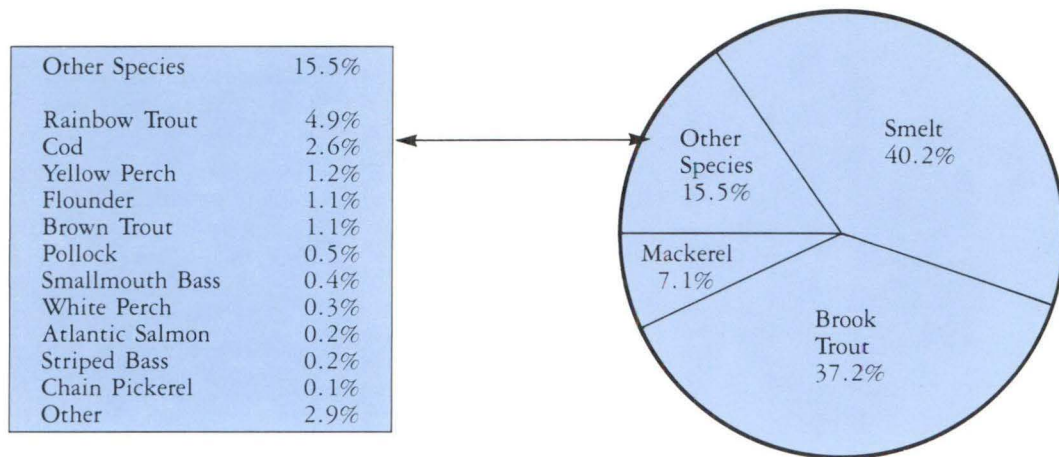 Other Species 15.5%
Rainbow Trout 4.9%
Cod 2.6%
Yellow Perch 1.2%
Flounder 1.1%
Brown Trout 1.1%
Pollock 0.5%
Smallmouth Bass 0.4%
White Perch 0.3%
Atlantic Salmon 0.2%
Striped Bass 0.2%
Chain Pickerel 0.1%
Other 2.9%
Other
Species
15.5%
Smelt
40.2%
Mackerel
7.1%
Brook
Trout
37.2%